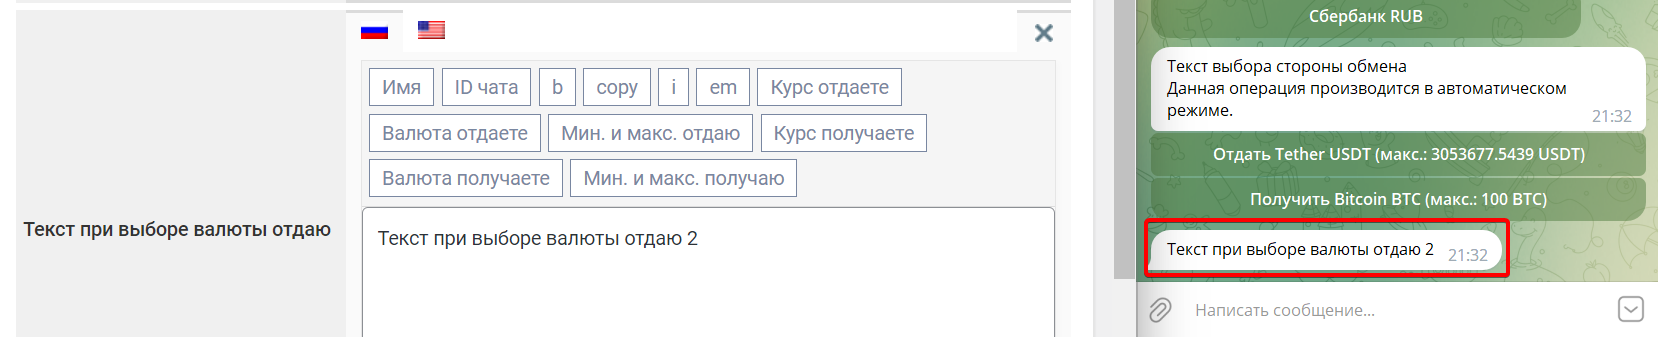 Имя
ID чата
b
copy
i
em
Курс отдаете
Валюта отдаете
Мин. и макс. отдаю
Курс получаете
Валюта получаете
Мин. и макс. получаю
Текст при выборе валюты отдаю
Текст при выборе валюты отдаю 2
Сбербанк RUB
Текст выбора стороны обмена
Данная операция производится в автоматическом
режиме.
21:32
Отдать Tether USDT (макс.: 3053677.5439 USDT)
Получить Bitcoin BTC (макс.: 100 BTC)
Текст при выборе валюты отдаю 2
21:32
Написать сообщение...